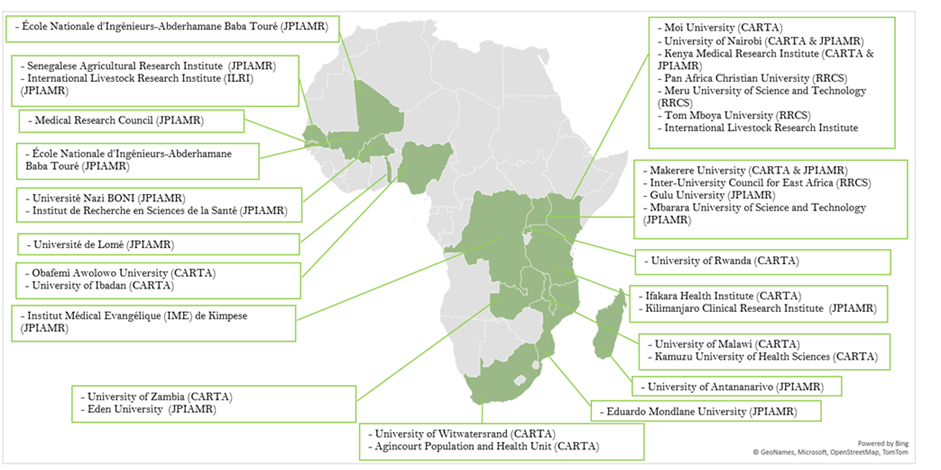 - École Nationale d'Ingénieurs-Abderhamane Baba Touré (JPIAMR)
- Senegalese Agricultural Research Institute (JPIAMR)
- International Livestock Research Institute (ILRI)
(JPIAMR)
- Medical Research Council (JPIAMR)
- École Nationale d'Ingénieurs-Abderhamane
Baba Touré (JPIAMR)
- Université Nazi BONI (JPIAMR)
- Institut de Recherche en Sciences de la Santé (JPIAMR)
- Université de Lomé (JPIAMR)
- Obafemi Awolowo University (CARTA)
- University of Ibadan (CARTA)
- Institut Médical Evangélique (IME) de Kimpese
(JPIAMR)
- University of Zambia (CARTA)
- Eden University (JPIAMR)
- University of Witwatersrand (CARTA)
- Agincourt Population and Health Unit (CARTA)
- Moi University (CARTA)
- University of Nairobi (CARTA & JPIAMR)
- Kenya Medical Research Institute (CARTA &
JPIAMR)
- Pan Africa Christian University (RRCS)
- Meru University of Science and Technology
(RRCS)
- Tom Mboya University (RRCS)
- International Livestock Research Institute
- Makerere University (CARTA & JPIAMR)
- Inter-University Council for East Africa (RRCS)
- Gulu University (JPIAMR)
- Mbarara University of Science and Technology
(JPIAMR)
- University of Rwanda (CARTA)
- Ifakara Health Institute (CARTA)
- Kilimanjaro Clinical Research Institute (JPIAMR)
- University of Malawi (CARTA)
- Kamuzu University of Health Sciences (CARTA)
- University of Antananarivo (JPIAMR)
- Eduardo Mondlane University (JPIAMR)
Powered by Bing
© GeoNames, Microsoft, OpenStreetMap, TomTom